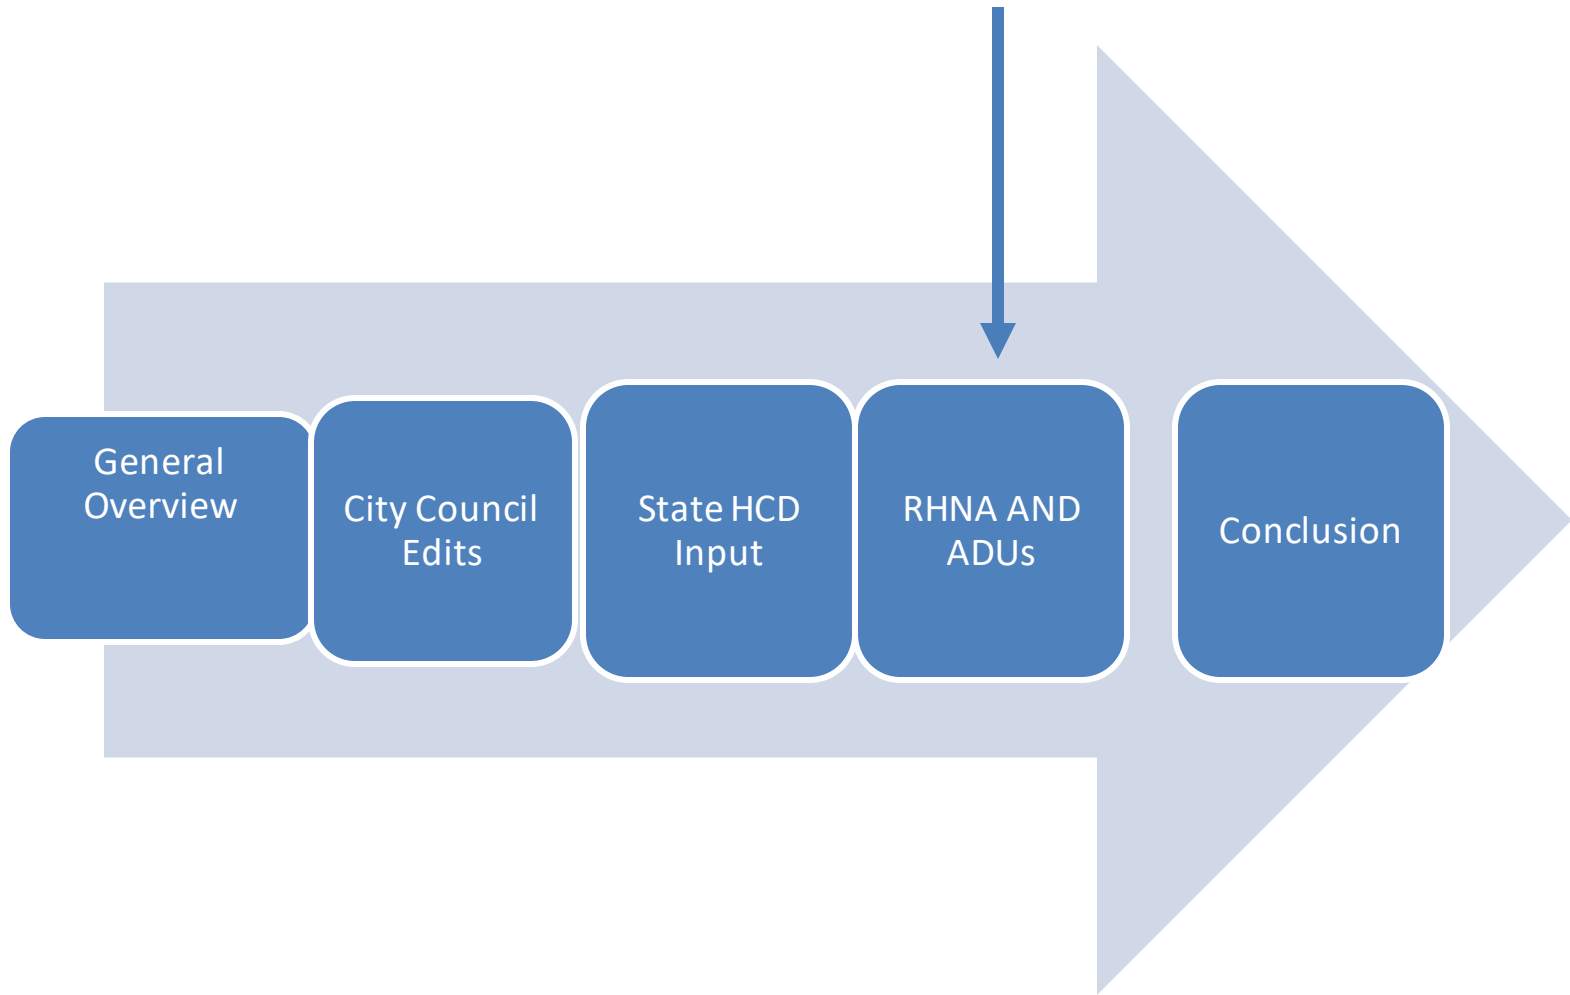 General
Overview
City Council
Edits
State HCD
Input
RHNA AND
ADUs
Conclusion